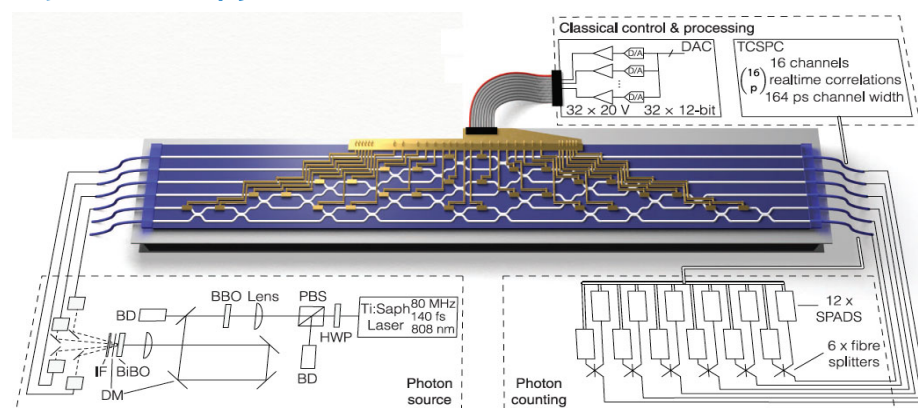 Classical control & processing
DAC
D/A
D/A
D/A
32 × 20 V 32 × 12-bit
TCSPC
16 channels
(16 p) realtime correlations
164 ps channel width
BBO Lens PBS
BD
Ti:Saph Laser
80 MHz
140 fs
808 nm
HWP
BD
IF BiBO
DM
Photon source
12 x SPADS
6 x fibre splitters
Photon counting